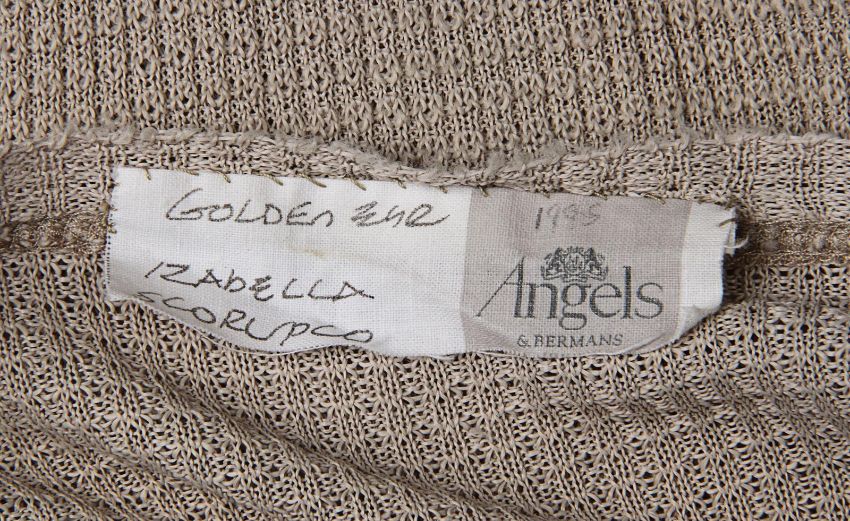 GOLDEN EYE
1995
IZABELLA
SCORUPCO
Angels
& BERMANS